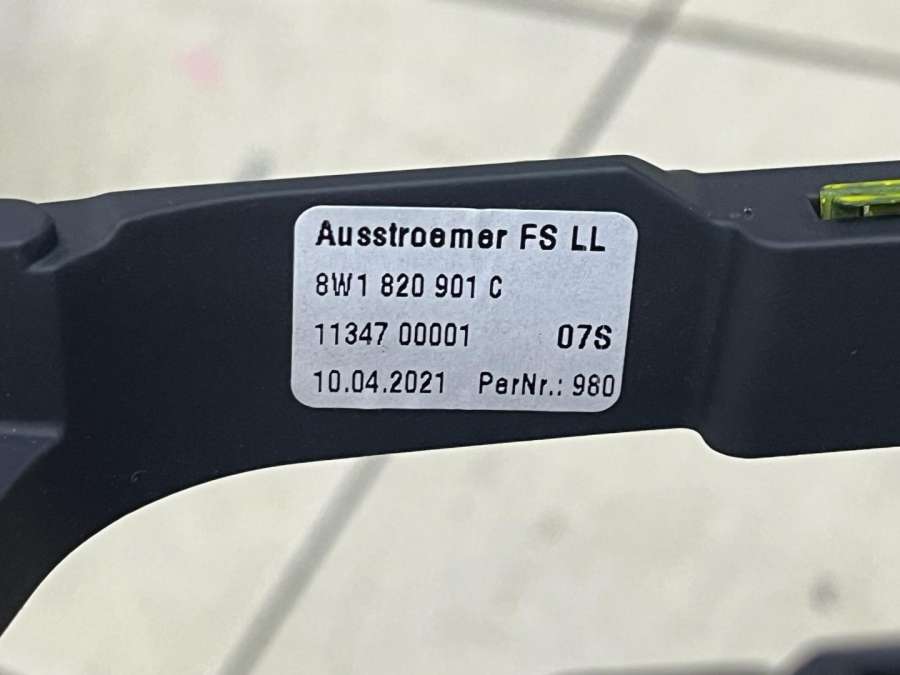 Ausstroemer FS LL
8W1 820 901 C
11347 00001 07S
10.04.2021 PerNr.: 980